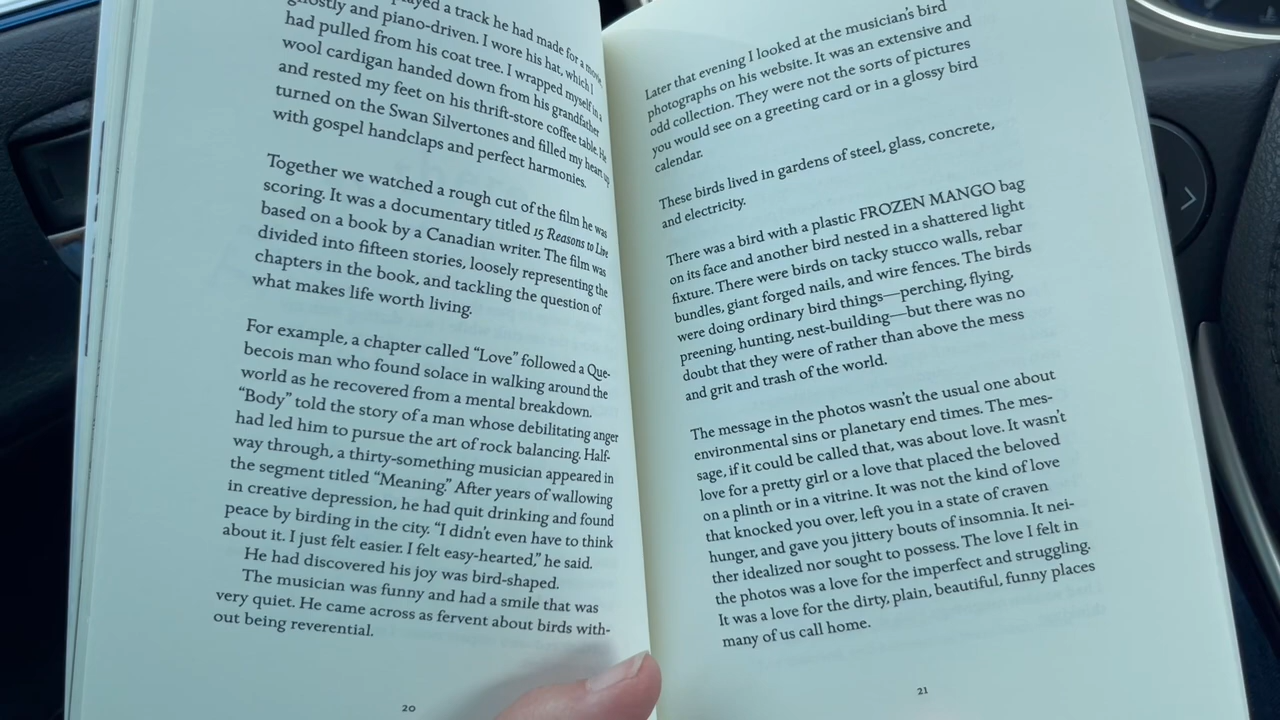 played a track he had made for a movie,
ghostly and piano-driven. I wore his hat, which I
had pulled from his coat tree. I wrapped myself in a
wool cardigan handed down from his grandfather
and rested my feet on his thrift-store coffee table. He
turned on the Swan Silvertones and filled my heart up
with gospel handclaps and perfect harmonies.
Together we watched a rough cut of the film he was
scoring. It was a documentary titled 15 Reasons to Live
based on a book by a Canadian writer. The film was
divided into fifteen stories, loosely representing the
chapters in the book, and tackling the question of
what makes life worth living.
For example, a chapter called “Love” followed a Que-
becois man who found solace in walking around the
world as he recovered from a mental breakdown.
“Body” told the story of a man whose debilitating anger
had led him to pursue the art of rock balancing. Half-
way through, a thirty-something musician appeared in
the segment titled “Meaning.” After years of wallowing
in creative depression, he had quit drinking and found
peace by birding in the city. “I didn’t even have to think
about it. I just felt easier. I felt easy-hearted,” he said.
He had discovered his joy was bird-shaped.
The musician was funny and had a smile that was
very quiet. He came across as fervent about birds with-
out being reverential.
20
Later that evening I looked at the musician’s bird
photographs on his website. It was an extensive and
odd collection. They were not the sorts of pictures
you would see on a greeting card or in a glossy bird
calendar.
These birds lived in gardens of steel, glass, concrete,
and electricity.
There was a bird with a plastic FROZEN MANGO bag
on its face and another bird nested in a shattered light
fixture. There were birds on tacky stucco walls, rebar
bundles, giant forged nails, and wire fences. The birds
were doing ordinary bird things—perching, flying,
preening, hunting, nest-building—but there was no
doubt that they were of rather than above the mess
and grit and trash of the world.
The message in the photos wasn’t the usual one about
environmental sins or planetary end times. The mes-
sage, if it could be called that, was about love. It wasn’t
love for a pretty girl or a love that placed the beloved
on a plinth or in a vitrine. It was not the kind of love
that knocked you over, left you in a state of craven
hunger, and gave you jittery bouts of insomnia. It nei-
ther idealized nor sought to possess. The love I felt in
the photos was a love for the imperfect and struggling.
It was a love for the dirty, plain, beautiful, funny places
many of us call home.
21